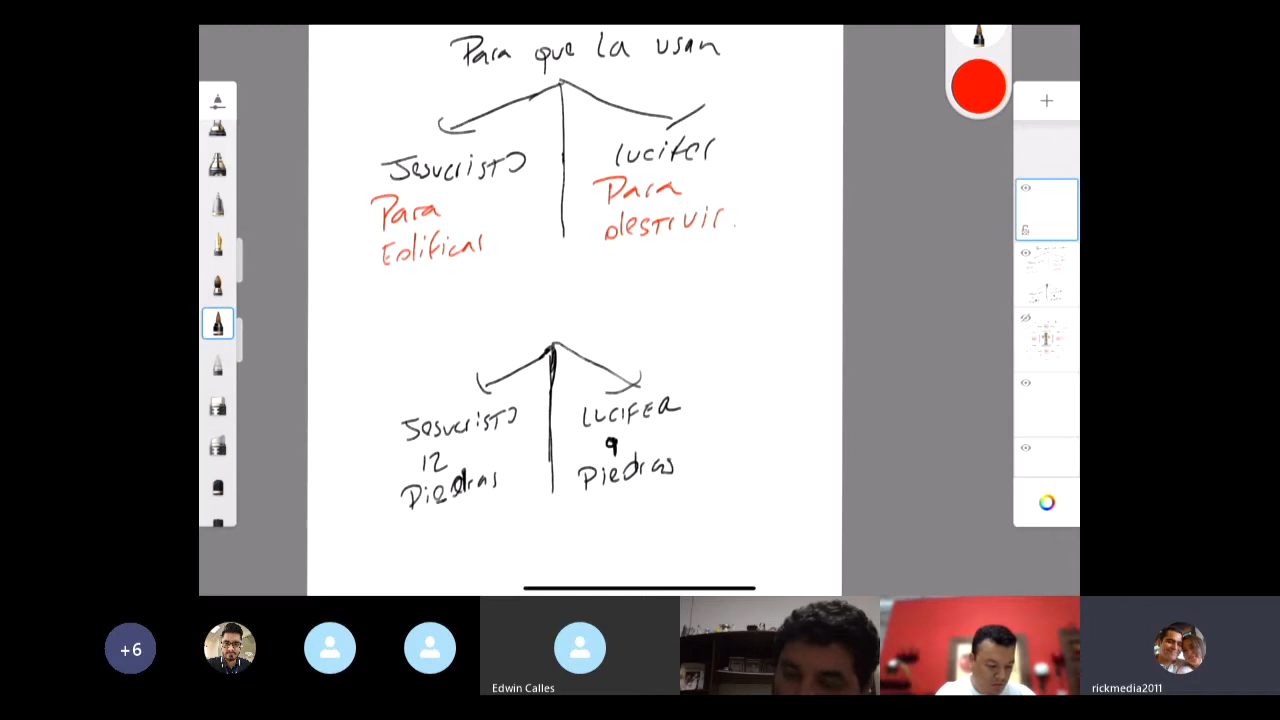 Para que la usan
Jesucristo
lucifer
Para
Edificar
Para
destruir.
Jesucristo
12
Piedras
LUCIFER
9
Piedras
+6
Edwin Calles
rickmedia2011